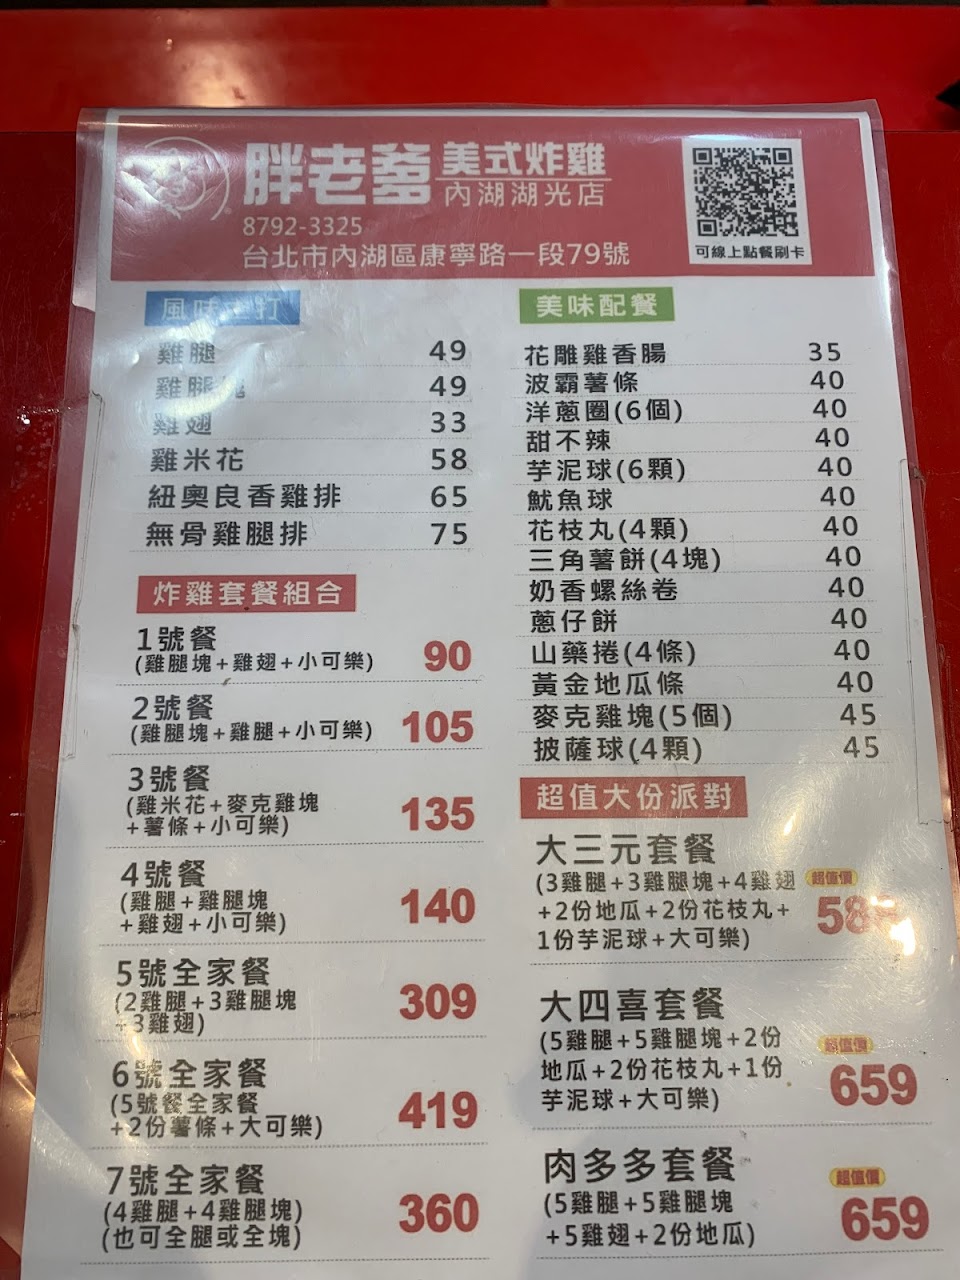 胖老爹美式炸雞
內湖湖光店
8792-3325
台北市內湖區康寧路一段79號
可線上點餐刷卡
風味主打
雞腿 49
雞腿塊 49
雞翅 33
雞米花 58
紐奧良香雞排 65
無骨雞腿排 75
炸雞套餐組合
1號餐
(雞腿塊+雞翅+小可樂) 90
2號餐
(雞腿塊+雞腿+小可樂) 105
3號餐
(雞米花+麥克雞塊
+薯條+小可樂) 135
4號餐
(雞腿+雞腿塊
+雞翅+小可樂) 140
5號全家餐
(2雞腿+3雞腿塊
+3雞翅) 309
6號全家餐
(5號餐全家餐
+2份薯條+大可樂) 419
7號全家餐
(4雞腿+4雞腿塊)
(也可全腿或全塊) 360
美味配餐
花雕雞香腸 35
波霸薯條 40
洋蔥圈(6個) 40
甜不辣 40
芋泥球(6顆) 40
魷魚球 40
花枝丸(4顆) 40
三角薯餅(4塊) 40
奶香螺絲卷 40
蔥仔餅 40
山藥捲(4條) 40
黃金地瓜條 40
麥克雞塊(5個) 45
披薩球(4顆) 45
超值大份派對
大三元套餐
(3雞腿+3雞腿塊+4雞翅
+2份地瓜+2份花枝丸+
1份芋泥球+大可樂)
超值價
大四喜套餐
(5雞腿+5雞腿塊+2份
地瓜+2份花枝丸+1份
芋泥球+大可樂)
超值價
659
肉多多套餐
(5雞腿+5雞腿塊
+5雞翅+2份地瓜)
超值價
659